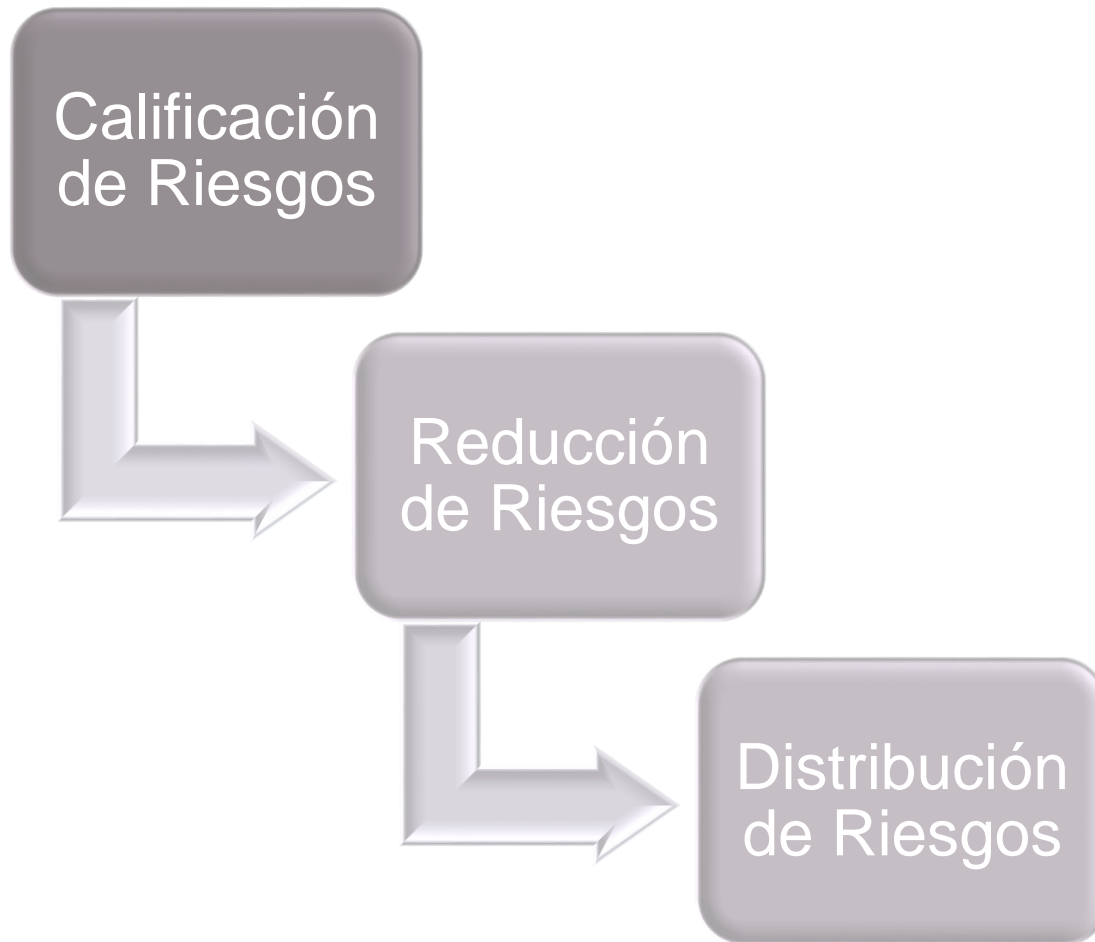 Calificación
de Riesgos
Reducción
de Riesgos
Distribución
de Riesgos